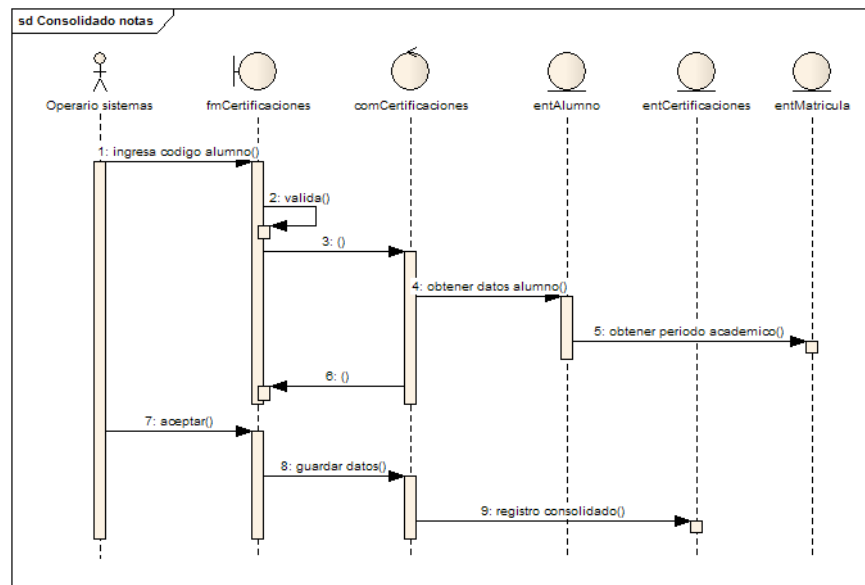 sd Consolidado notas
Operario sistemas
fmCertificaciones
comCertificaciones
entAlumno
entCertificaciones
entMatricula
1: ingresa codigo alumno()
2: valida()
3: ()
4: obtener datos alumno()
5: obtener periodo academico()
6: ()
7: aceptar()
8: guardar datos()
9: registro consolidado()